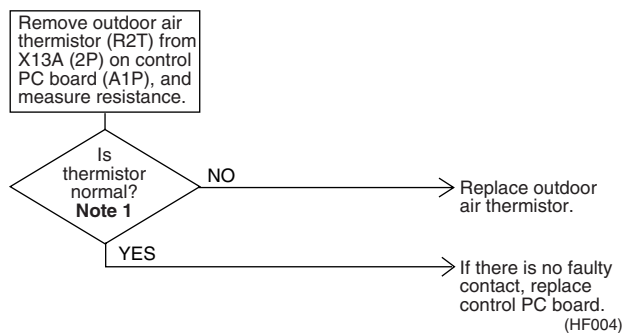 Remove outdoor air
thermistor (R2T) from
X13A (2P) on control
PC board (A1P), and
measure resistance.
Is
thermistor
normal?
Note 1
NO
Replace outdoor
air thermistor.
YES
If there is no faulty
contact, replace
control PC board.
(HF004)